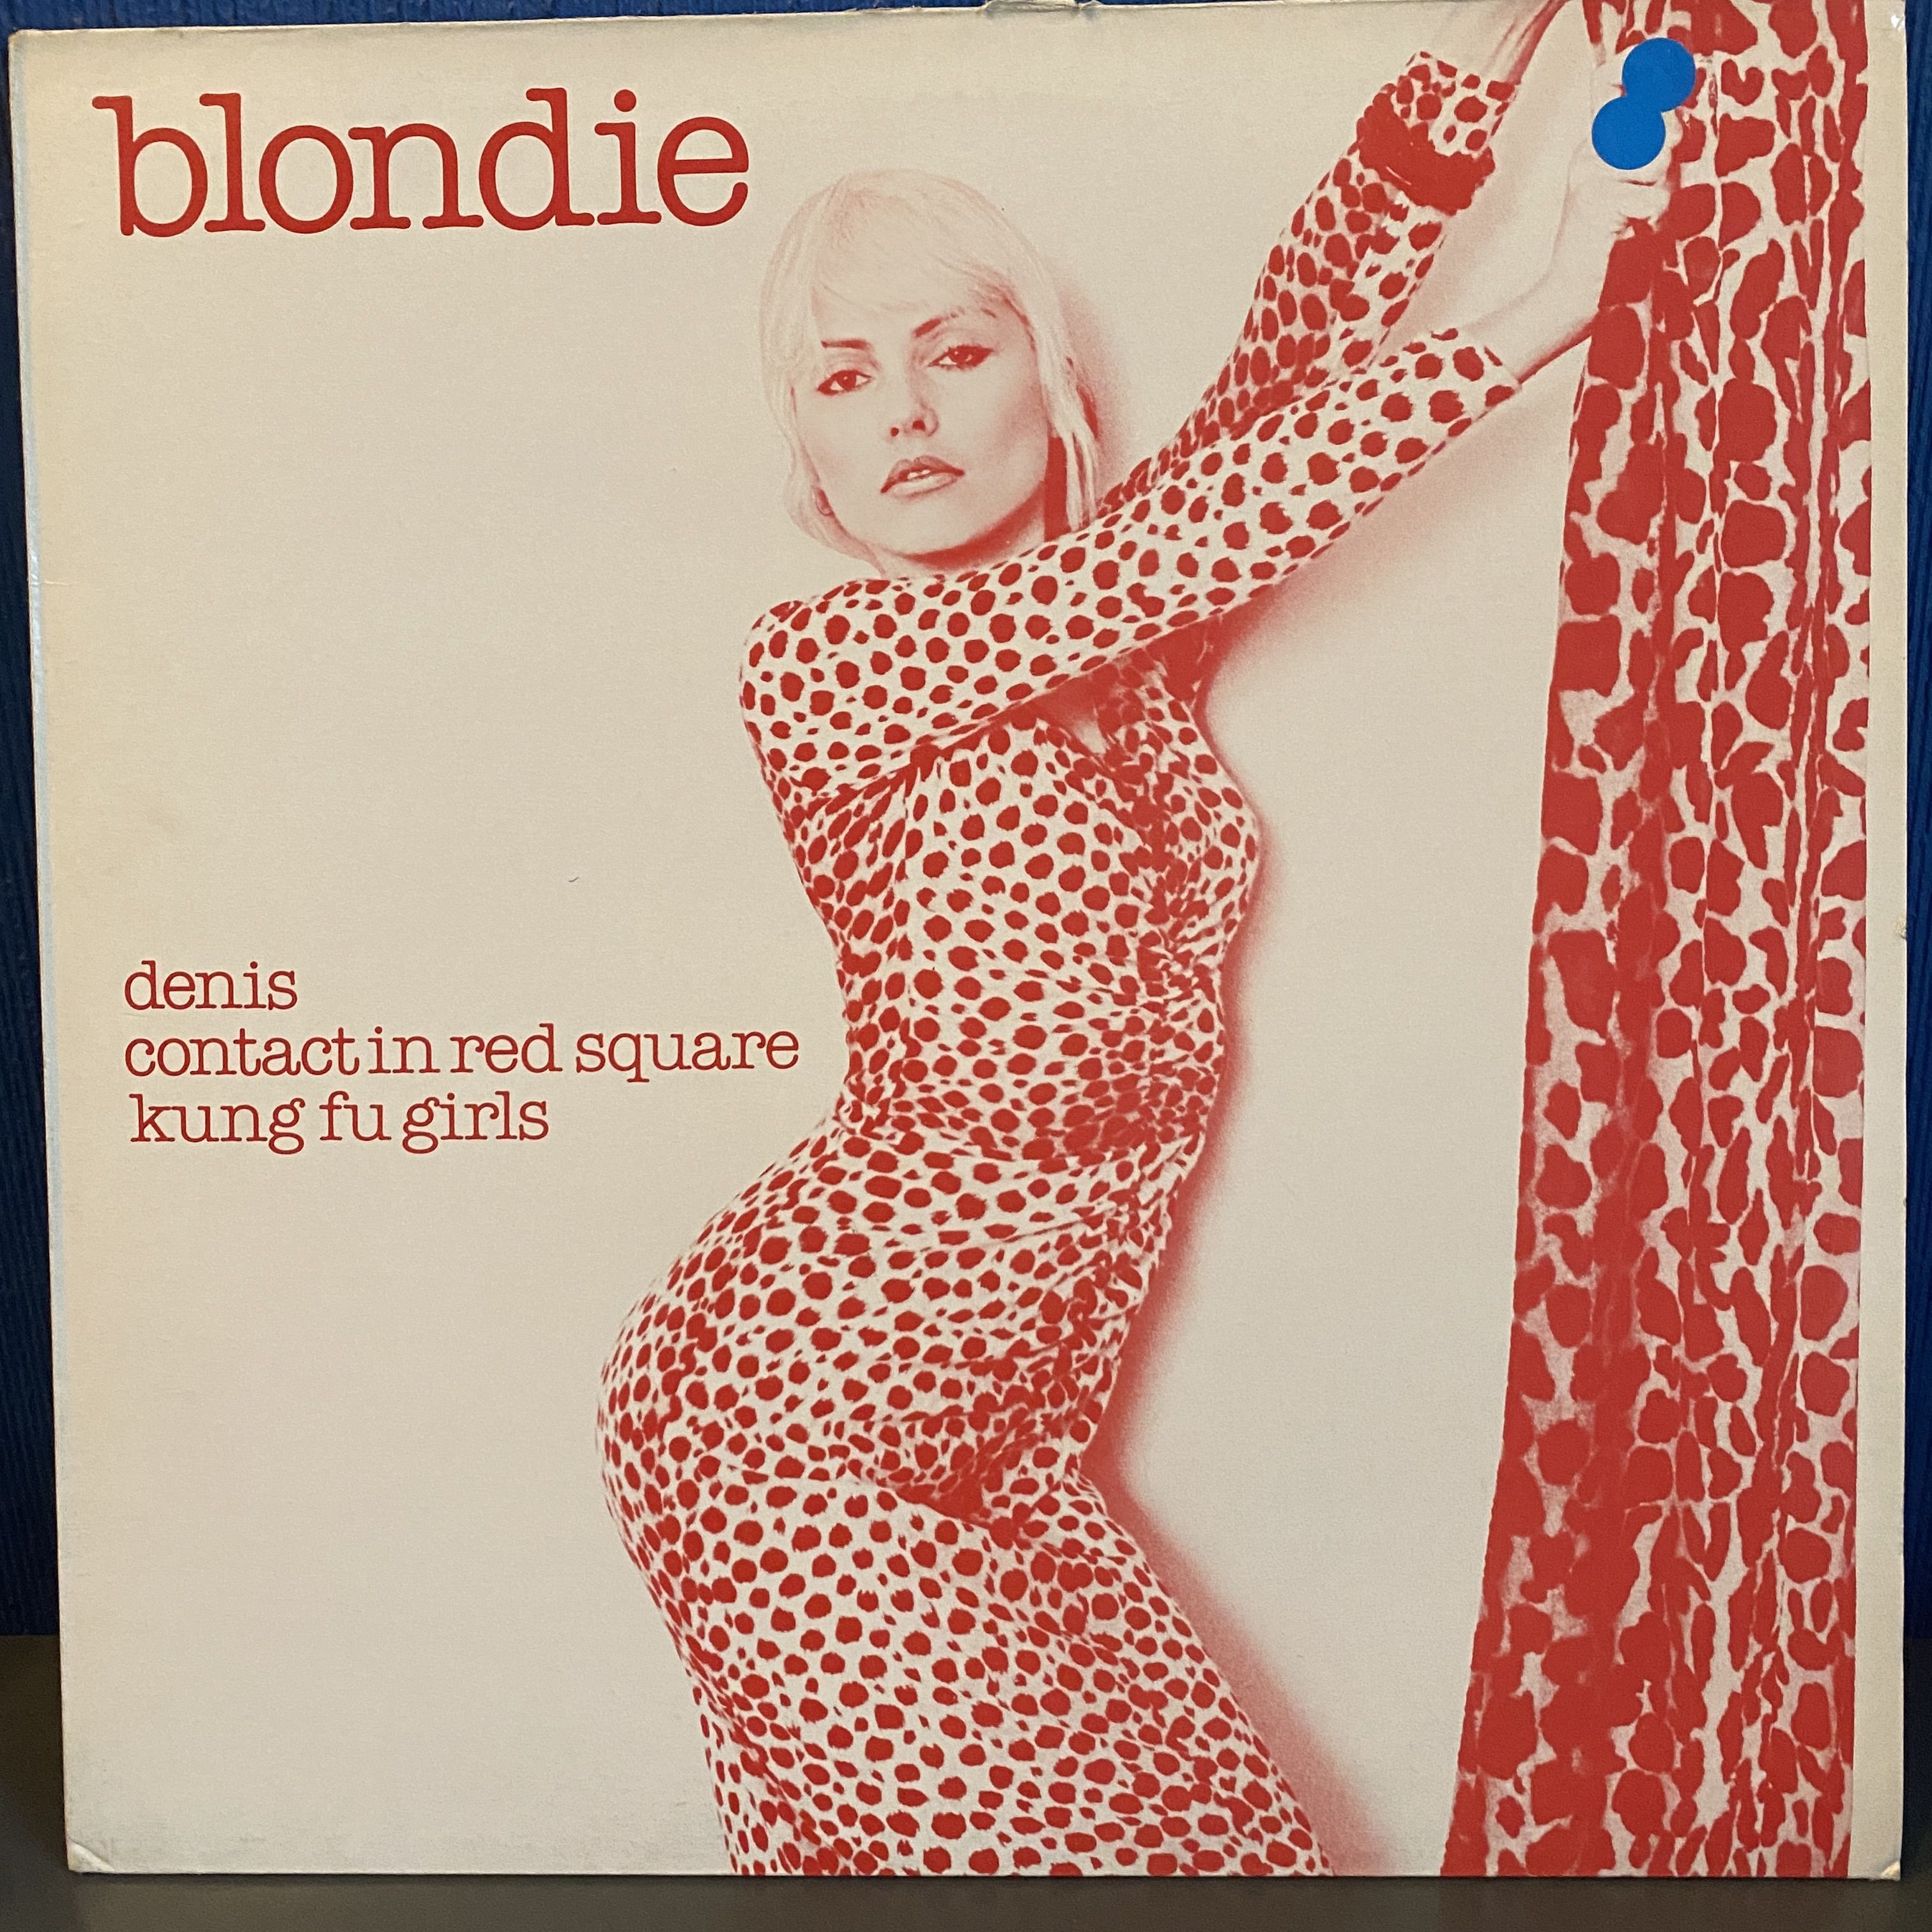 blondie
denis
contact in red square
kung fu girls